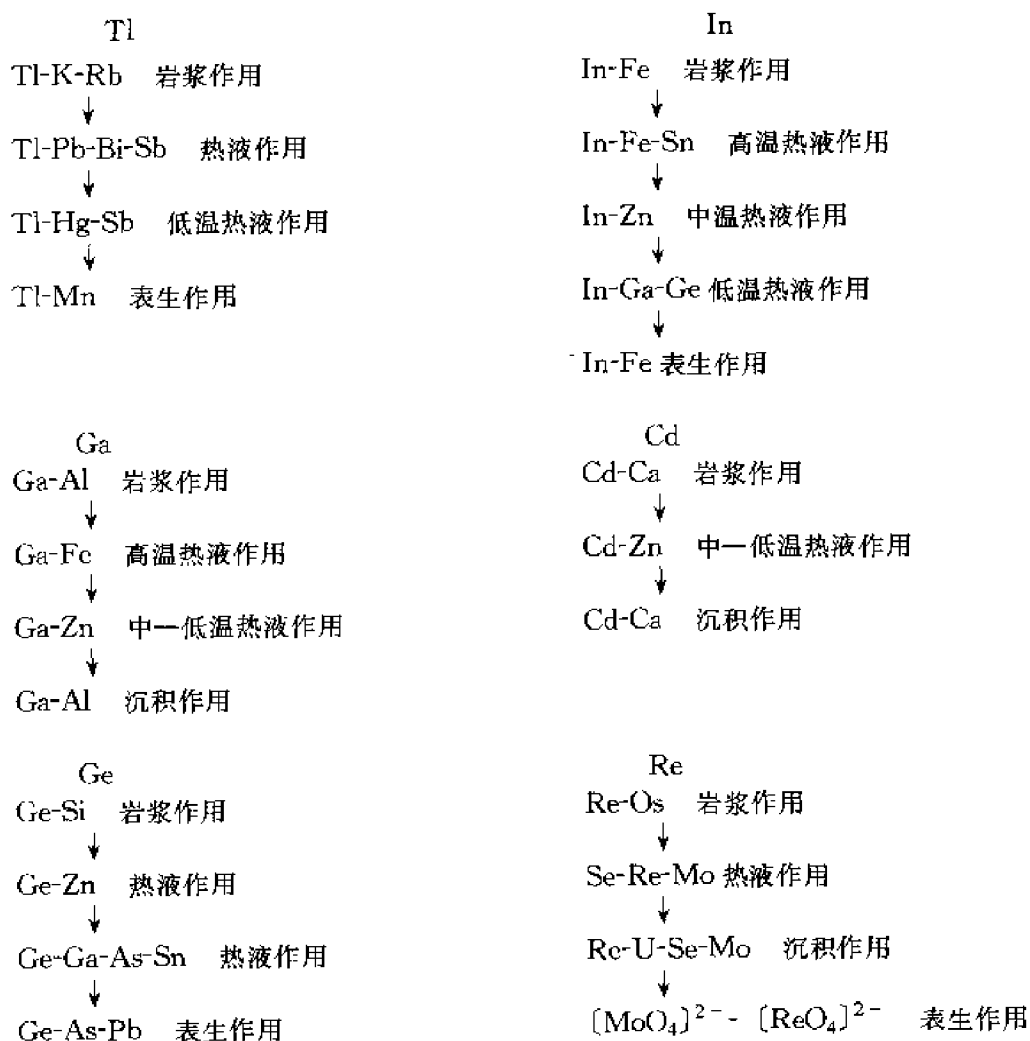 Tl
Tl-K-Rb 岩浆作用
Tl-Pb-Bi-Sb 热液作用
Tl-Hg-Sb 低温热液作用
Tl-Mn 表生作用
In
In-Fe 岩浆作用
In-Fe-Sn 高温热液作用
In-Zn 中温热液作用
In-Ga-Ge 低温热液作用
In-Fe 表生作用
Ga
Ga-Al 岩浆作用
Ga-Fe 高温热液作用
Ga-Zn 中—低温热液作用
Ga-Al 沉积作用
Cd
Cd-Ca 岩浆作用
Cd-Zn 中—低温热液作用
Cd-Ca 沉积作用
Ge
Ge-Si 岩浆作用
Ge-Zn 热液作用
Ge-Ga-As-Sn 热液作用
Ge-As-Pb 表生作用
Re
Re-Os 岩浆作用
Se-Re-Mo 热液作用
Re-U-Se-Mo 沉积作用
〔MoO₄〕²⁻ - 〔ReO₄〕²⁻ 表生作用